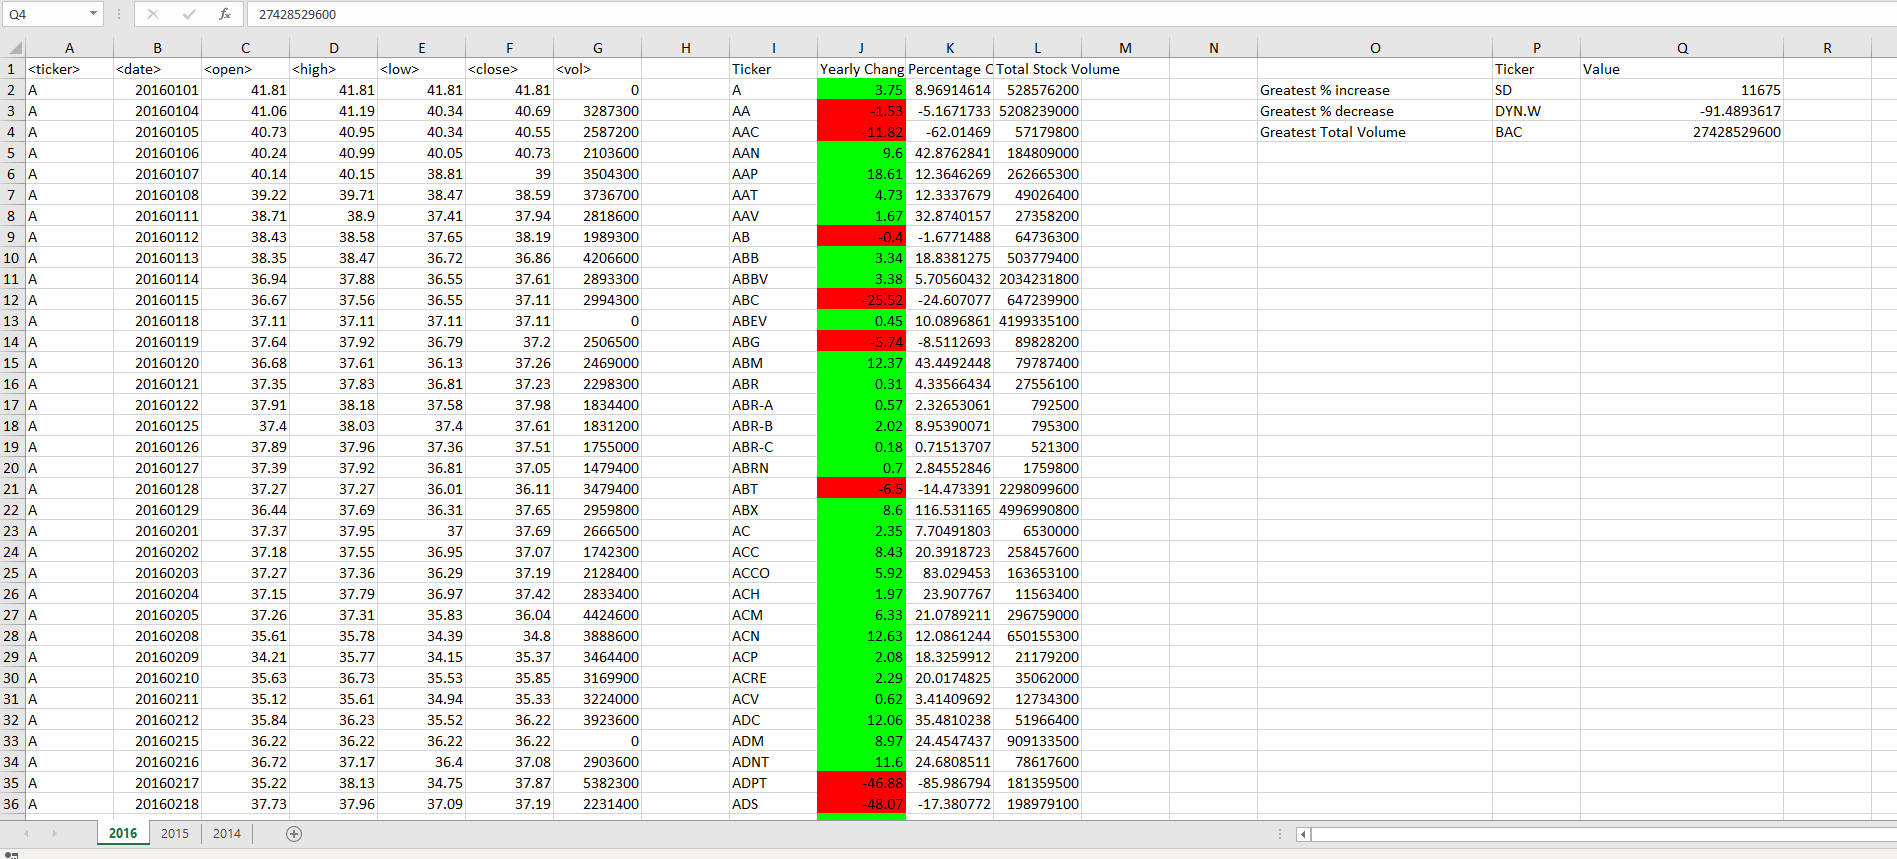 Q4 fx 27428529600
A B C D E F G H I J K L M N O P Q R
1 <ticker> <date> <open> <high> <low> <close> <vol> Ticker Yearly Chang Percentage C Total Stock Volume Ticker Value
2 A 20160101 41.81 41.81 41.81 41.81 0 A 3.75 8.96914614 528576200 Greatest % increase SD 11675
3 A 20160104 41.06 41.19 40.34 40.69 3287300 AA -1.53 -5.1671733 5208239000 Greatest % decrease DYN.W -91.4893617
4 A 20160105 40.73 40.95 40.34 40.55 2587200 AAC -11.82 -62.01469 57179800 Greatest Total Volume BAC 27428529600
5 A 20160106 40.24 40.99 40.05 40.73 2103600 AAN 9.6 42.8762841 184809000
6 A 20160107 40.14 40.15 38.81 39 3504300 AAP 18.61 12.3646269 262665300
7 A 20160108 39.22 39.71 38.47 38.59 3736700 AAT 4.73 12.3337679 49026400
8 A 20160111 38.71 38.9 37.41 37.94 2818600 AAV 1.67 32.8740157 27358200
9 A 20160112 38.43 38.58 37.65 38.19 1989300 AB -0.4 -1.6771488 64736300
10 A 20160113 38.35 38.47 36.72 36.86 4206600 ABB 3.34 18.8381275 503779400
11 A 20160114 36.94 37.88 36.55 37.61 2893300 ABBV 3.38 5.70560432 2034231800
12 A 20160115 36.67 37.56 36.55 37.11 2994300 ABC -25.52 -24.607077 647239900
13 A 20160118 37.11 37.11 37.11 37.11 0 ABEV 0.45 10.0896861 4199335100
14 A 20160119 37.64 37.92 36.79 37.2 2506500 ABG -5.74 -8.5112693 89828200
15 A 20160120 36.68 37.61 36.13 37.26 2469000 ABM 12.37 43.4492448 79787400
16 A 20160121 37.35 37.83 36.81 37.23 2298300 ABR 0.31 4.33566434 27556100
17 A 20160122 37.91 38.18 37.58 37.98 1834400 ABR-A 0.57 2.32653061 792500
18 A 20160125 37.4 38.03 37.4 37.61 1831200 ABR-B 2.02 8.95390071 795300
19 A 20160126 37.89 37.96 37.36 37.51 1755000 ABR-C 0.18 0.71513707 521300
20 A 20160127 37.39 37.92 36.81 37.05 1479400 ABRN 0.7 2.84552846 1759800
21 A 20160128 37.27 37.27 36.01 36.11 3479400 ABT -6.5 -14.473391 2298099600
22 A 20160129 36.44 37.69 36.31 37.65 2959800 ABX 8.6 116.531165 4996990800
23 A 20160201 37.37 37.95 37 37.69 2666500 AC 2.35 7.70491803 6530000
24 A 20160202 37.18 37.55 36.95 37.07 1742300 ACC 8.43 20.3918723 258457600
25 A 20160203 37.27 37.36 36.29 37.19 2128400 ACCO 5.92 83.029453 163653100
26 A 20160204 37.15 37.79 36.97 37.42 2833400 ACH 1.97 23.907767 11563400
27 A 20160205 37.26 37.31 35.83 36.04 4424600 ACM 6.33 21.0789211 296759000
28 A 20160208 35.61 35.78 34.39 34.8 3888600 ACN 12.63 12.0861244 650155300
29 A 20160209 34.21 35.77 34.15 35.37 3464400 ACP 2.08 18.3259912 21179200
30 A 20160210 35.63 36.73 35.53 35.85 3169900 ACRE 2.29 20.0174825 35062000
31 A 20160211 35.12 35.61 34.94 35.33 3224000 ACV 0.62 3.41409692 12734300
32 A 20160212 35.84 36.23 35.52 36.22 3923600 ADC 12.06 35.4810238 51966400
33 A 20160215 36.22 36.22 36.22 36.22 0 ADM 8.97 24.4547437 909133500
34 A 20160216 36.72 37.17 36.4 37.08 2903600 ADNT 11.6 24.6808511 78617600
35 A 20160217 35.22 38.13 34.75 37.87 5382300 ADPT -46.88 -85.986794 181359500
36 A 20160218 37.73 37.96 37.09 37.19 2231400 ADS -48.07 -17.380772 198979100
2016 2015 2014